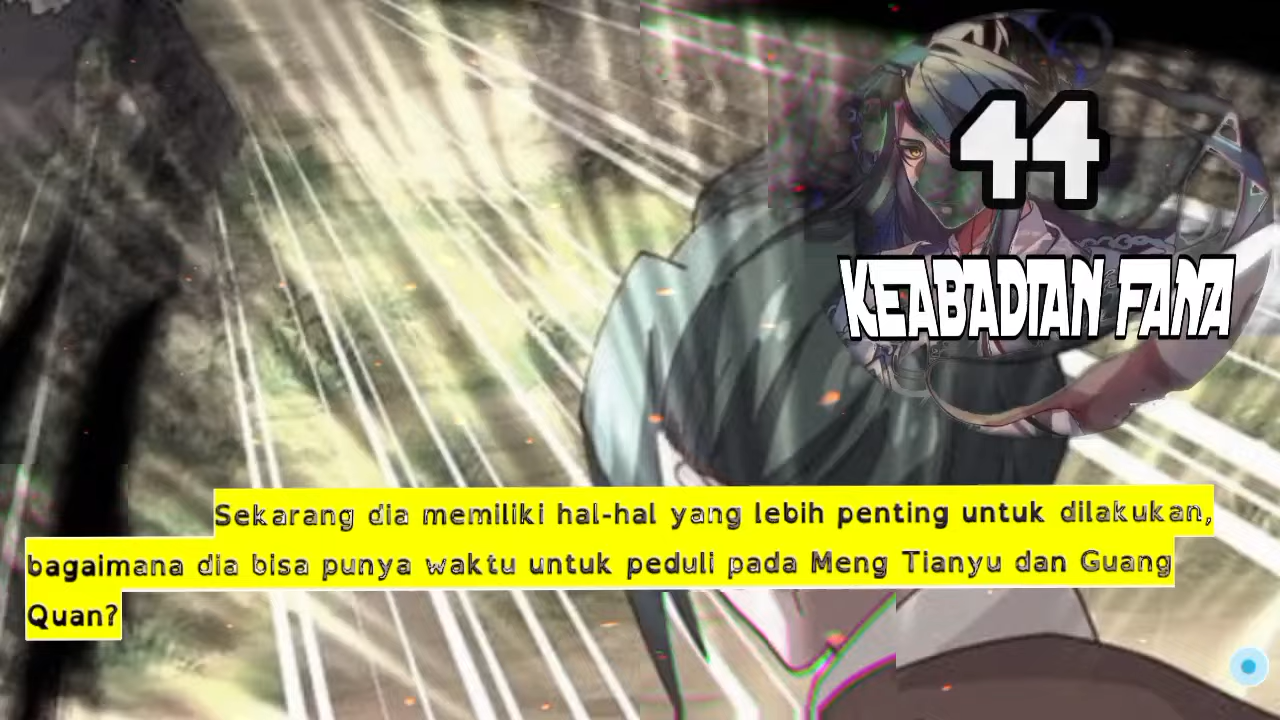 44
KEABADIAN FANA
Sekarang dia memiliki hal-hal yang lebih penting untuk dilakukan,
bagaimana dia bisa punya waktu untuk peduli pada Meng Tianyu dan Guang
Quan?